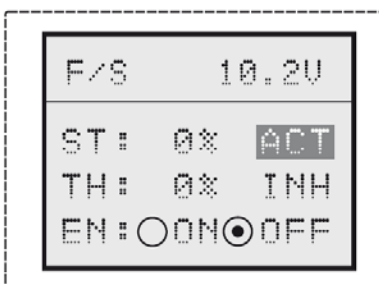 F/S 10.2V
ST: 0% ACT
TH: 0% INH
EN: ON OFF